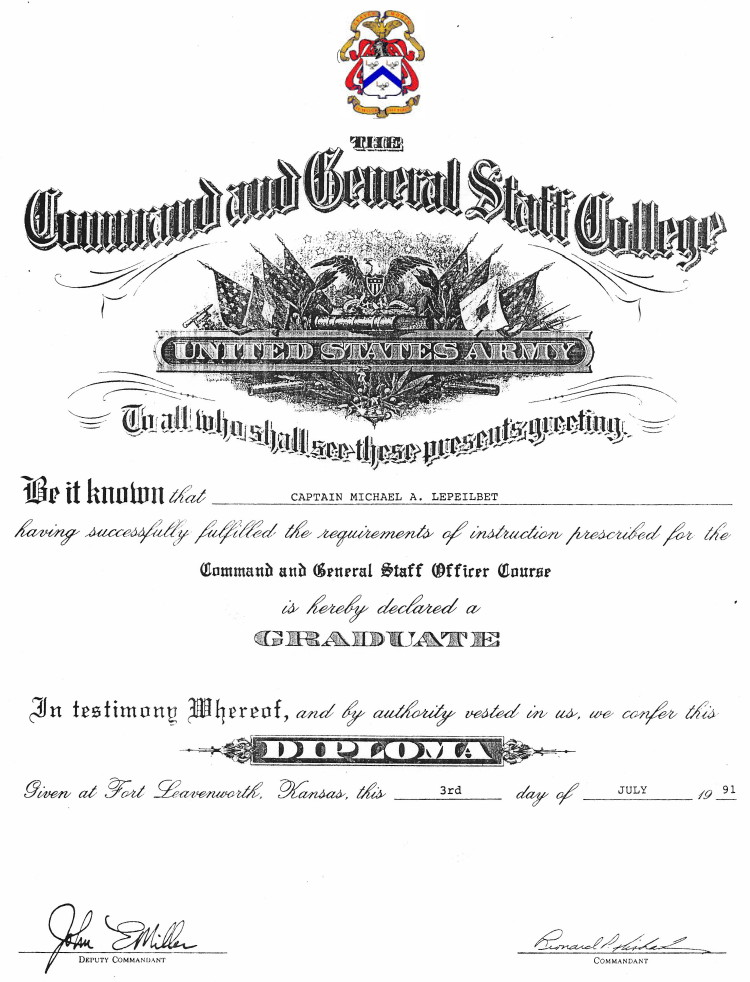 THE
Command and General Staff College
UNITED STATES ARMY
To all who shall see these presents greeting.
Be it known that CAPTAIN MICHAEL A. LEPEILBET
having successfully fulfilled the requirements of instruction prescribed for the
Command and General Staff Officer Course
is hereby declared a
GRADUATE
In testimony Whereof, and by authority vested in us, we confer this
DIPLOMA
Given at Fort Leavenworth, Kansas, this 3rd day of JULY 19 91
John E Miller
DEPUTY COMMANDANT
COMMANDANT